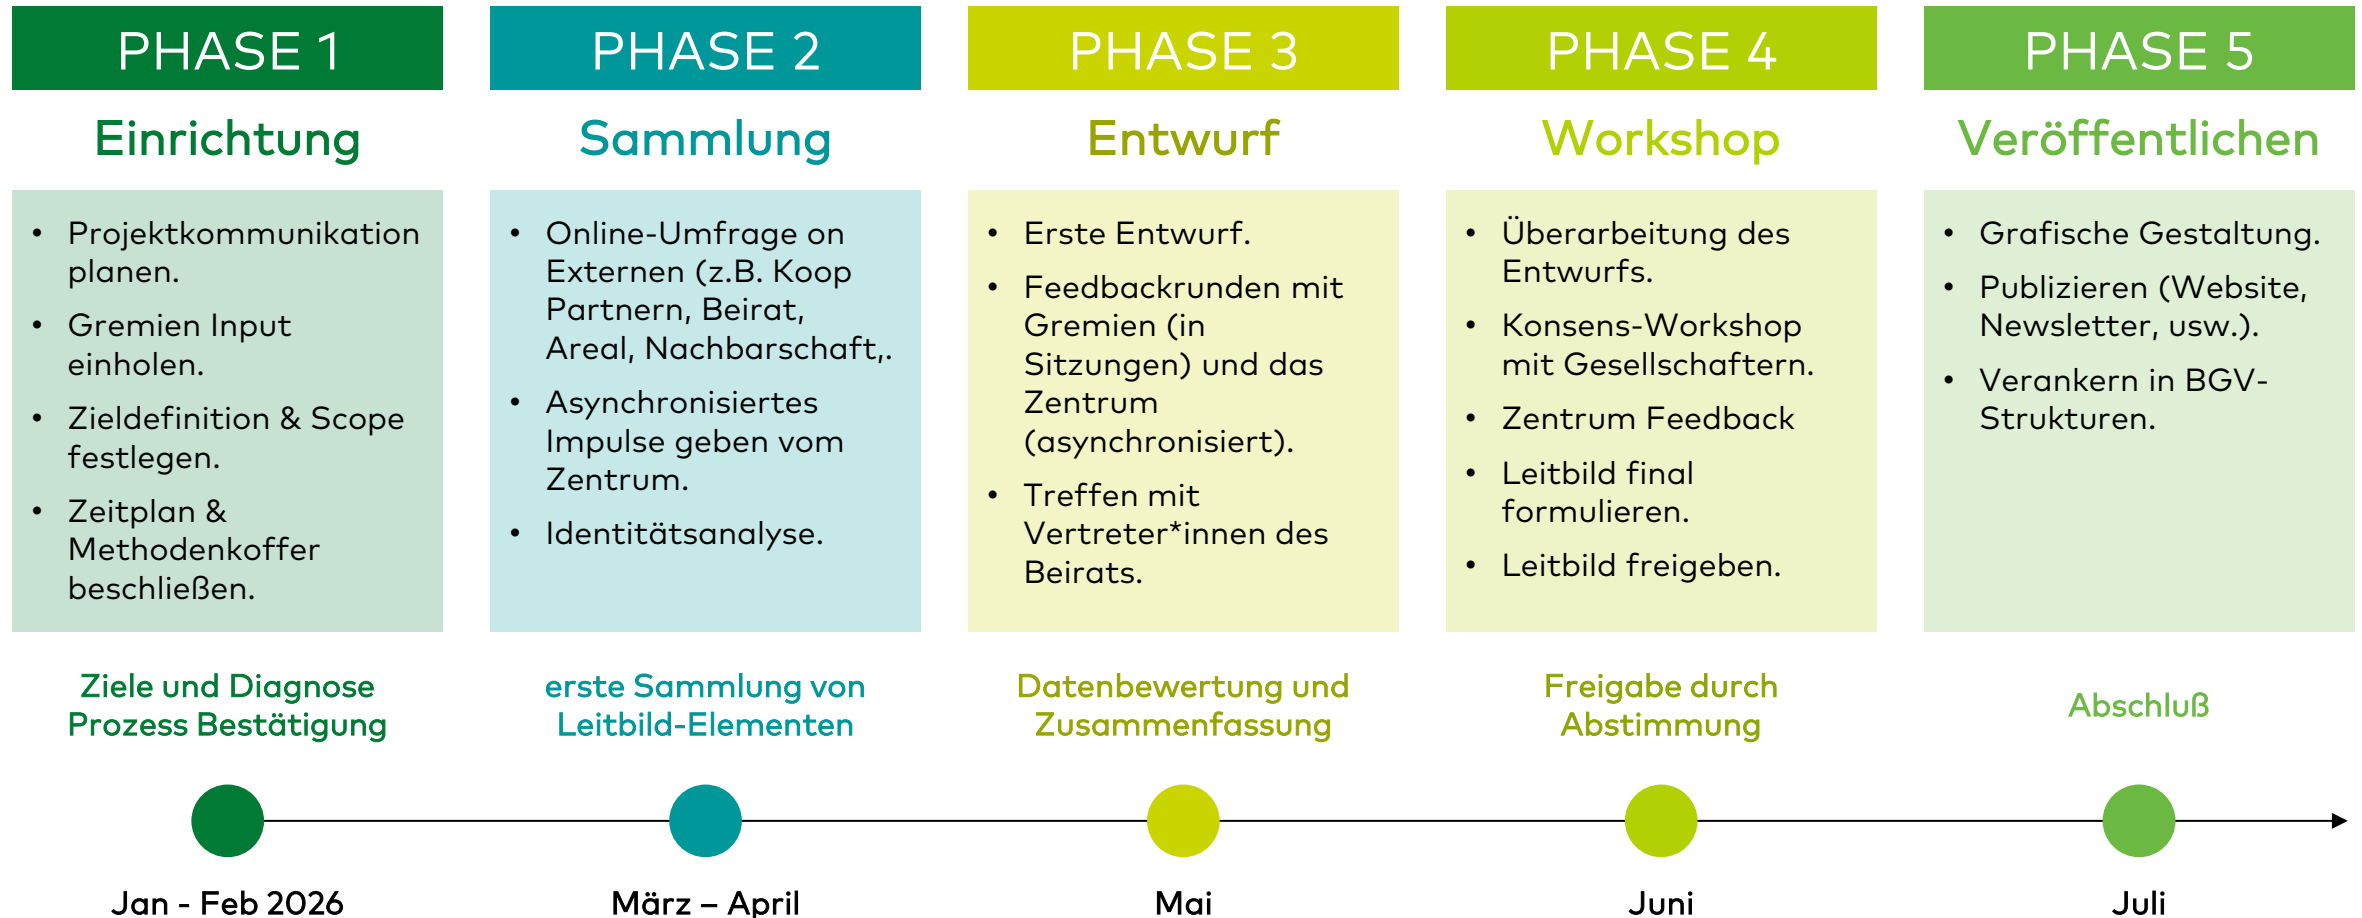 PHASE 1
Einrichtung
• Projektkommunikation
planen.
• Gremien Input
einholen.
• Zieldefinition & Scope
festlegen.
• Zeitplan &
Methodenkoffer
beschließen.
Ziele und Diagnose
Prozess Bestätigung
Jan - Feb 2026
PHASE 2
Sammlung
• Online-Umfrage on
Externen (z.B. Koop
Partnern, Beirat,
Areal, Nachbarschaft,.
• Asynchronisiertes
Impulse geben vom
Zentrum.
• Identitätsanalyse.
erste Sammlung von
Leitbild-Elementen
März – April
PHASE 3
Entwurf
• Erste Entwurf.
• Feedbackrunden mit
Gremien (in
Sitzungen) und das
Zentrum
(asynchronisiert).
• Treffen mit
Vertreter*innen des
Beirats.
Datenbewertung und
Zusammenfassung
Mai
PHASE 4
Workshop
• Überarbeitung des
Entwurfs.
• Konsens-Workshop
mit Gesellschaftern.
• Zentrum Feedback
• Leitbild final
formulieren.
• Leitbild freigeben.
Freigabe durch
Abstimmung
Juni
PHASE 5
Veröffentlichen
• Grafische Gestaltung.
• Publizieren (Website,
Newsletter, usw.).
• Verankern in BGV-
Strukturen.
Abschluß
Juli